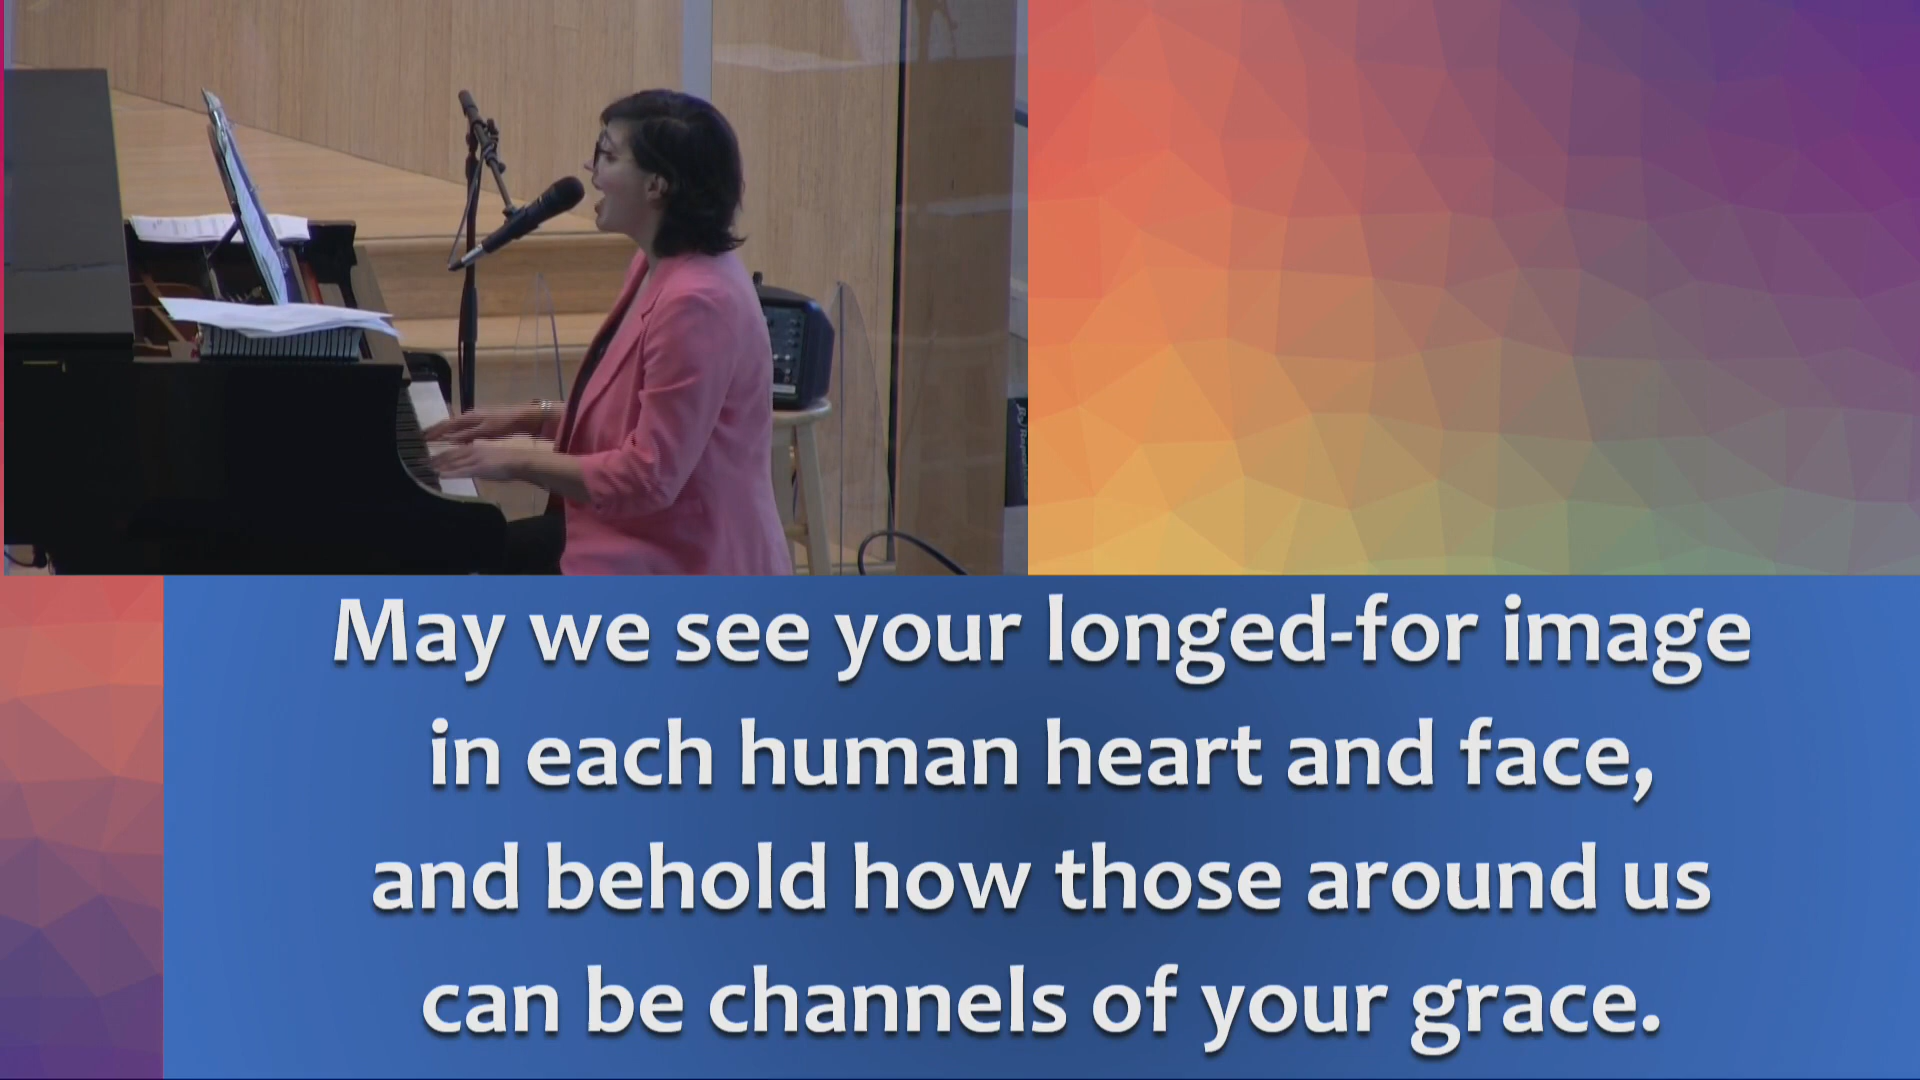 May we see your longed-for image
in each human heart and face,
and behold how those around us
can be channels of your grace.